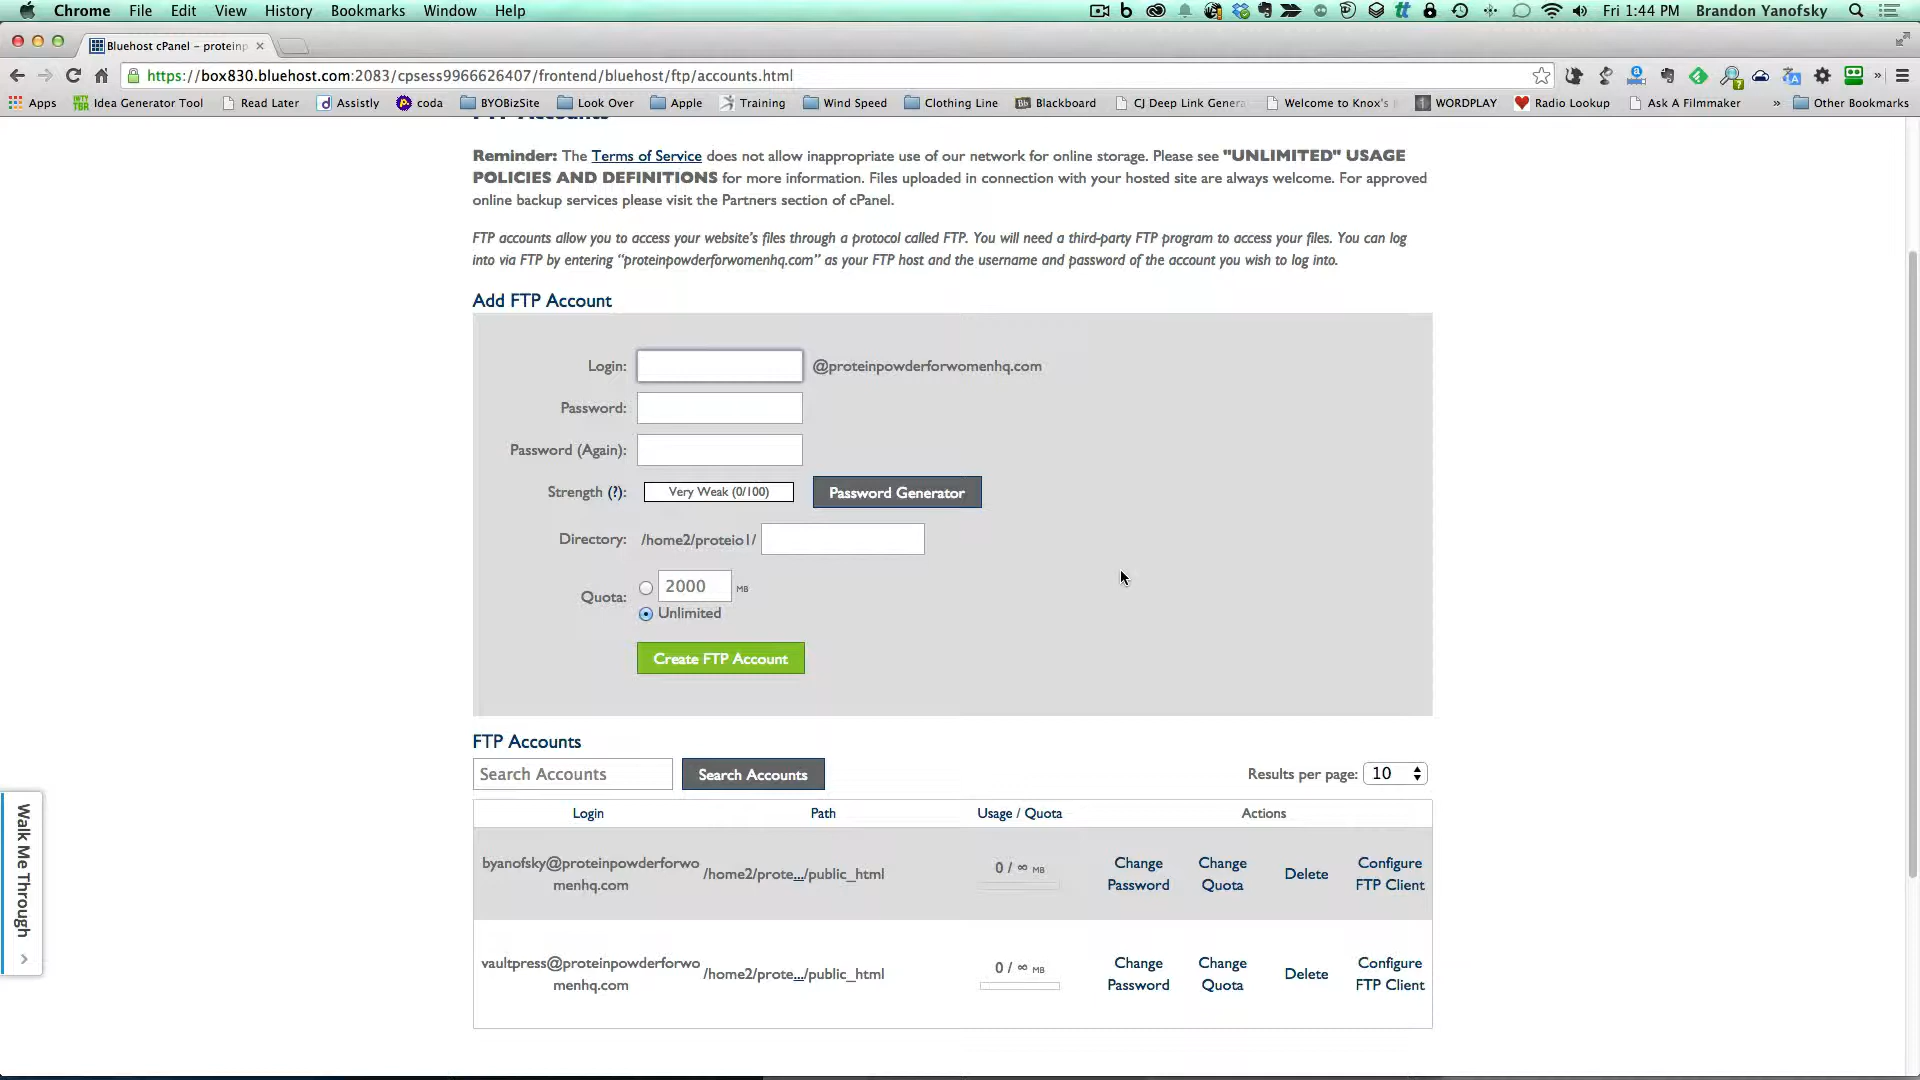 Chrome File Edit View History Bookmarks Window Help Fri 1:44 PM Brandon Yanofsky
Bluehost cPanel – proteinp
https://box830.bluehost.com:2083/cpsess9966626407/frontend/bluehost/ftp/accounts.html
Apps Idea Generator Tool Read Later Assistly coda BYOBizSite Look Over Apple Training Wind Speed Clothing Line Blackboard CJ Deep Link Genera Welcome to Knox's WORDPLAY Radio Lookup Ask A Filmmaker » Other Bookmarks
FTP Accounts
Reminder: The Terms of Service does not allow inappropriate use of our network for online storage. Please see "UNLIMITED" USAGE
POLICIES AND DEFINITIONS for more information. Files uploaded in connection with your hosted site are always welcome. For approved
online backup services please visit the Partners section of cPanel.
FTP accounts allow you to access your website's files through a protocol called FTP. You will need a third-party FTP program to access your files. You can log
into via FTP by entering “proteinpowderforwomenhq.com” as your FTP host and the username and password of the account you wish to log into.
Add FTP Account
Login: @proteinpowderforwomenhq.com
Password:
Password (Again):
Strength (?): Very Weak (0/100) Password Generator
Directory: /home2/proteio1/
Quota: 2000 MB
Unlimited
Create FTP Account
FTP Accounts
Search Accounts Search Accounts Results per page: 10
Login Path Usage / Quota Actions
byanofsky@proteinpowderforwo
menhq.com
/home2/prote.../public_html
0 / ∞ MB
Change
Password
Change
Quota
Delete
Configure
FTP Client
vaultpress@proteinpowderforwo
menhq.com
/home2/prote.../public_html
0 / ∞ MB
Change
Password
Change
Quota
Delete
Configure
FTP Client
Walk Me Through